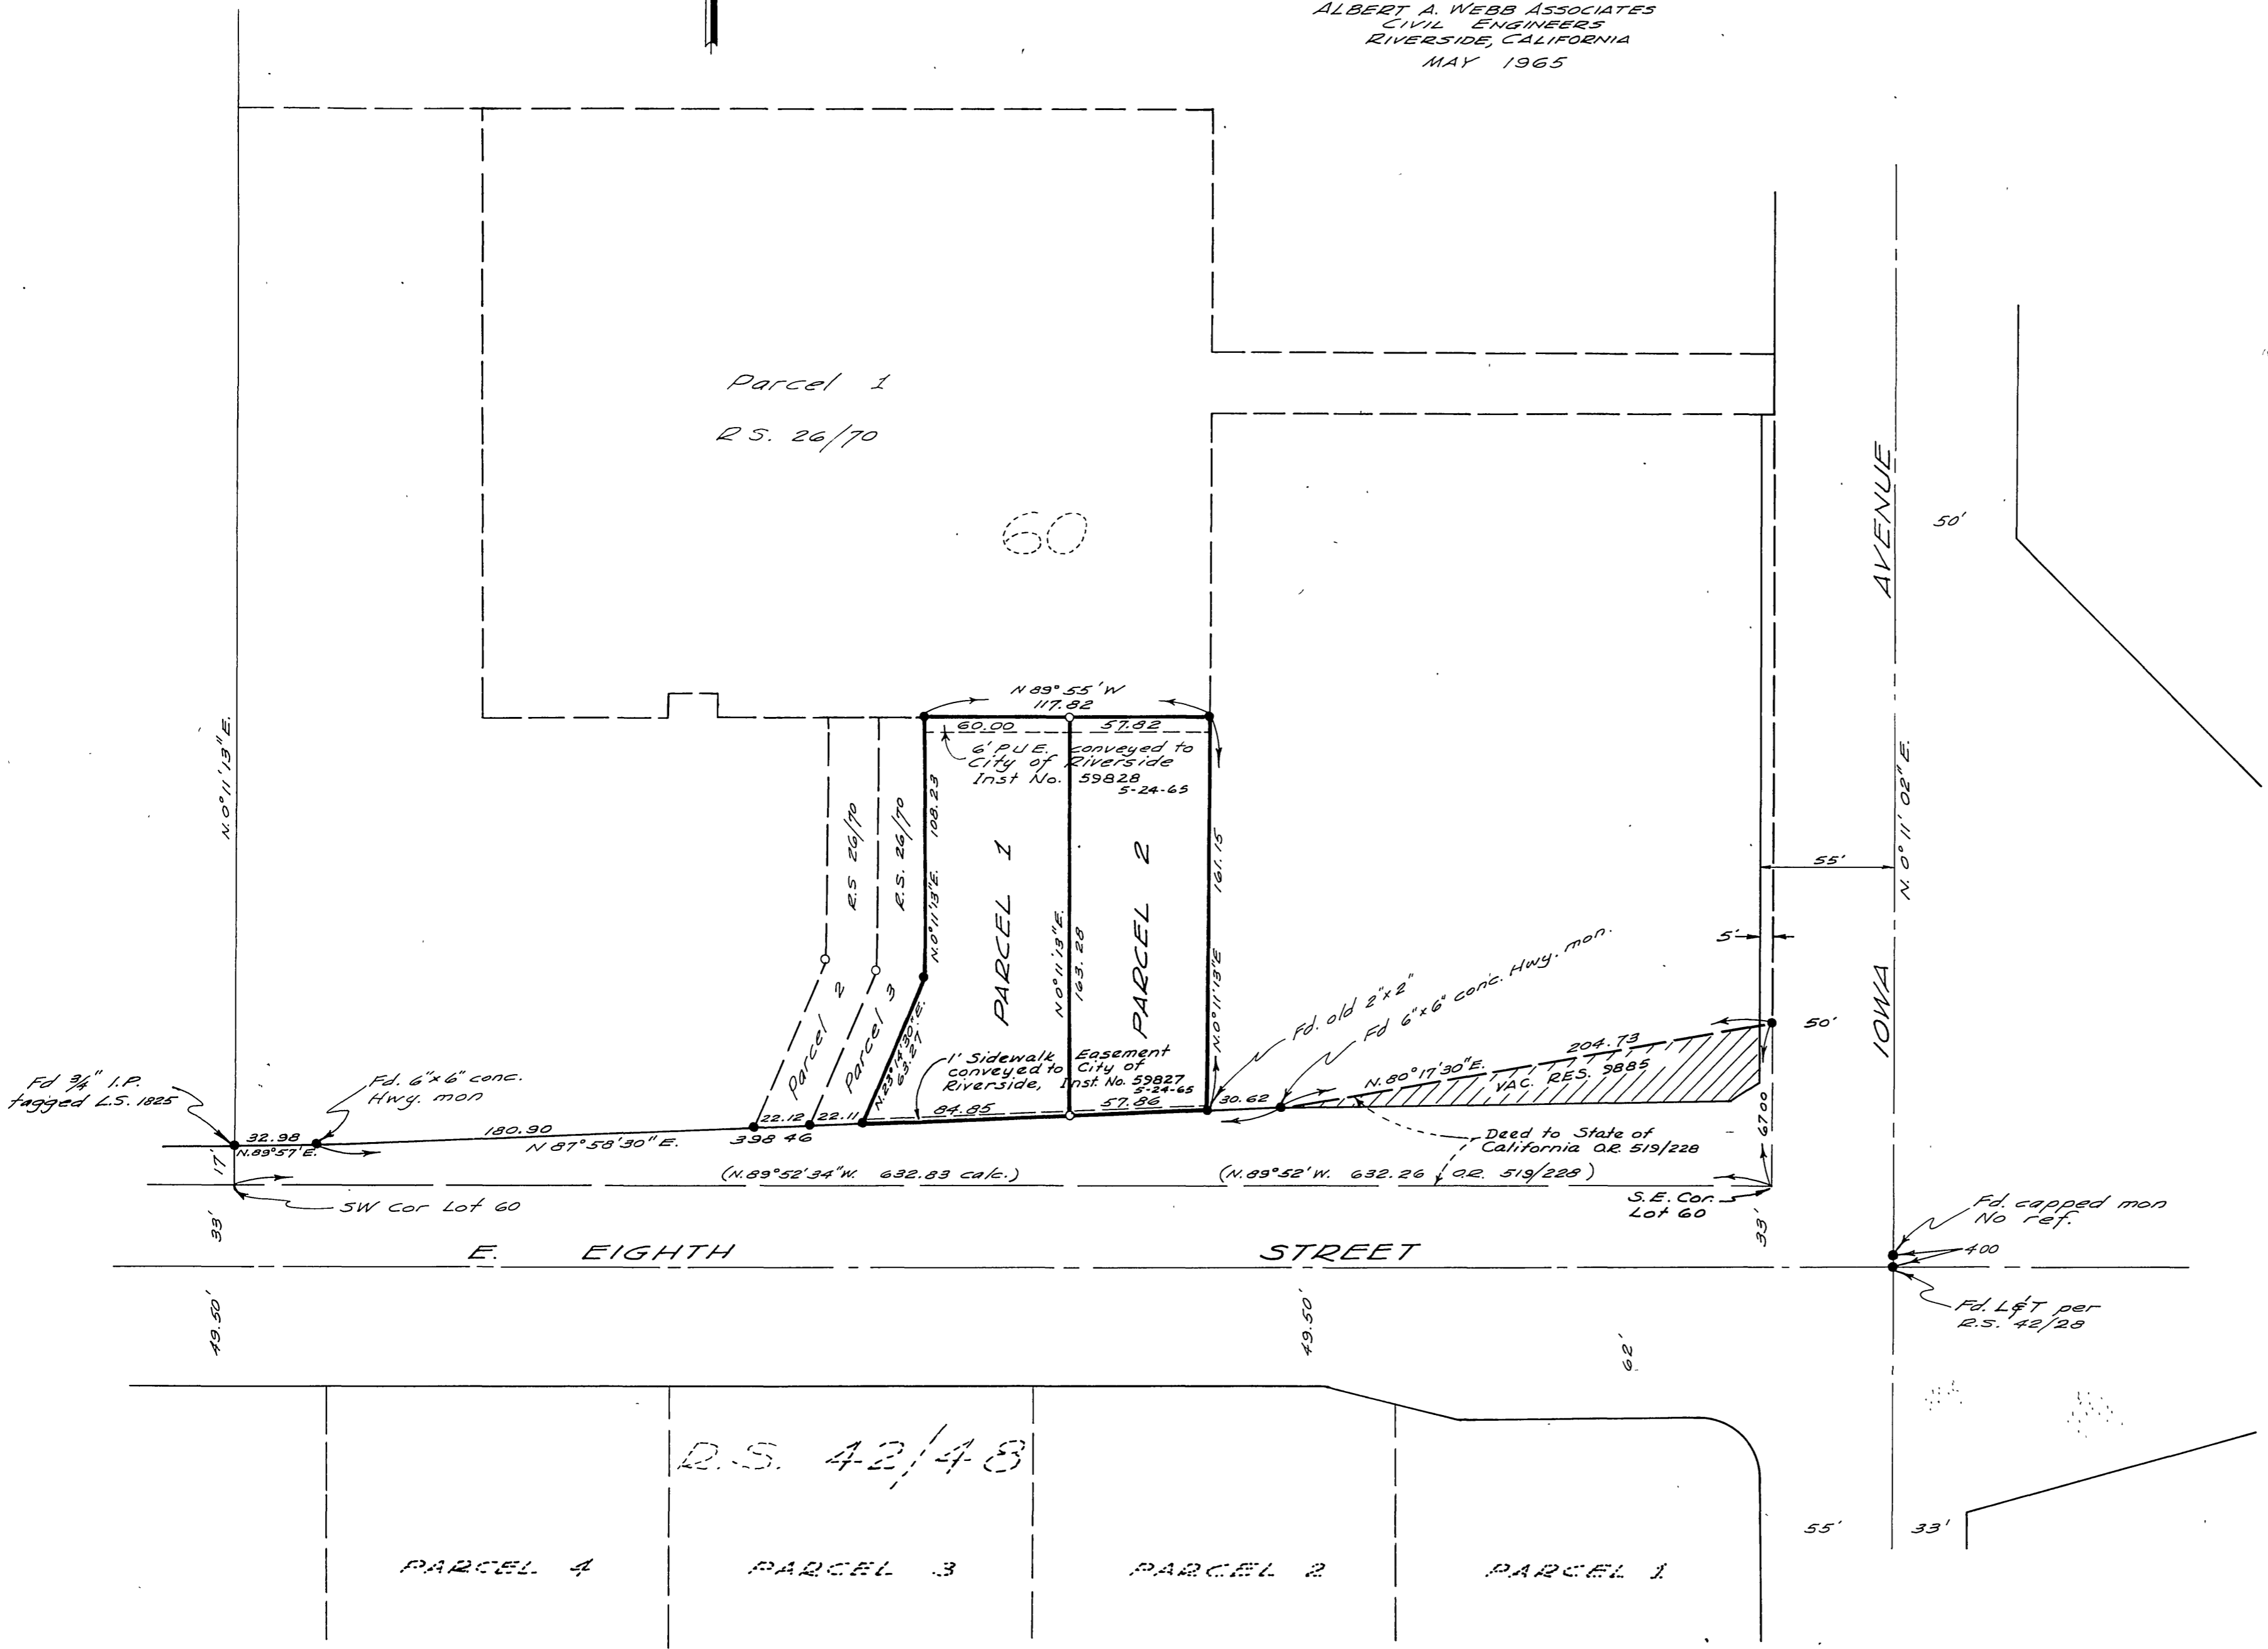 ALBERT A. WEBB ASSOCIATES
CIVIL ENGINEERS
RIVERSIDE, CALIFORNIA
MAY 1965
Parcel 1
R S. 26/70
60
AVENUE
50'
N 89° 55' W
117.82
60.00
57.82
6' P.U.E. conveyed to
City of Riverside
Inst No. 59828
5-24-65
N.0°11'13"E.
N.0°11'02"E.
R.S 26/70
R.S. 26/70
108.23
N.0°11'13"E.
PARCEL 1
N0°11'13"E.
163.28
PARCEL 2
161.15
N.0°11'13"E
55'
5'
IOWA
50'
Parcel 2
Parcel 3
N.23°14'30"E.
63.27
1' Sidewalk Easement
conveyed to City of
Riverside, Inst. No. 59827
5-24-65
84.85
57.86
Fd. old 2"x2"
Fd 6"x6" conc. Hwy. mon.
204.73
N.80°17'30"E.
VAC. RES. 9885
30.62
67.00
Fd 3/4" I.P.
tagged L.S. 1825
Fd. 6"x6" conc.
Hwy. mon
32.98
N.89°57'E.
180.90
N 87°58'30" E.
22.12
22.11
398 46
17'
Deed to State of
California O.R. 519/228
(N.89°52'34"W. 632.83 calc.)
(N.89°52'W. 632.26 O.R. 519/228)
SW Cor Lot 60
S.E. Cor.
Lot 60
33'
33'
Fd. capped mon
No ref.
400
E. EIGHTH STREET
49.50'
49.50'
62'
Fd. L&T per
R.S. 42/28
R.S. 42/48
55'
33'
PARCEL 4
PARCEL 3
PARCEL 2
PARCEL 1